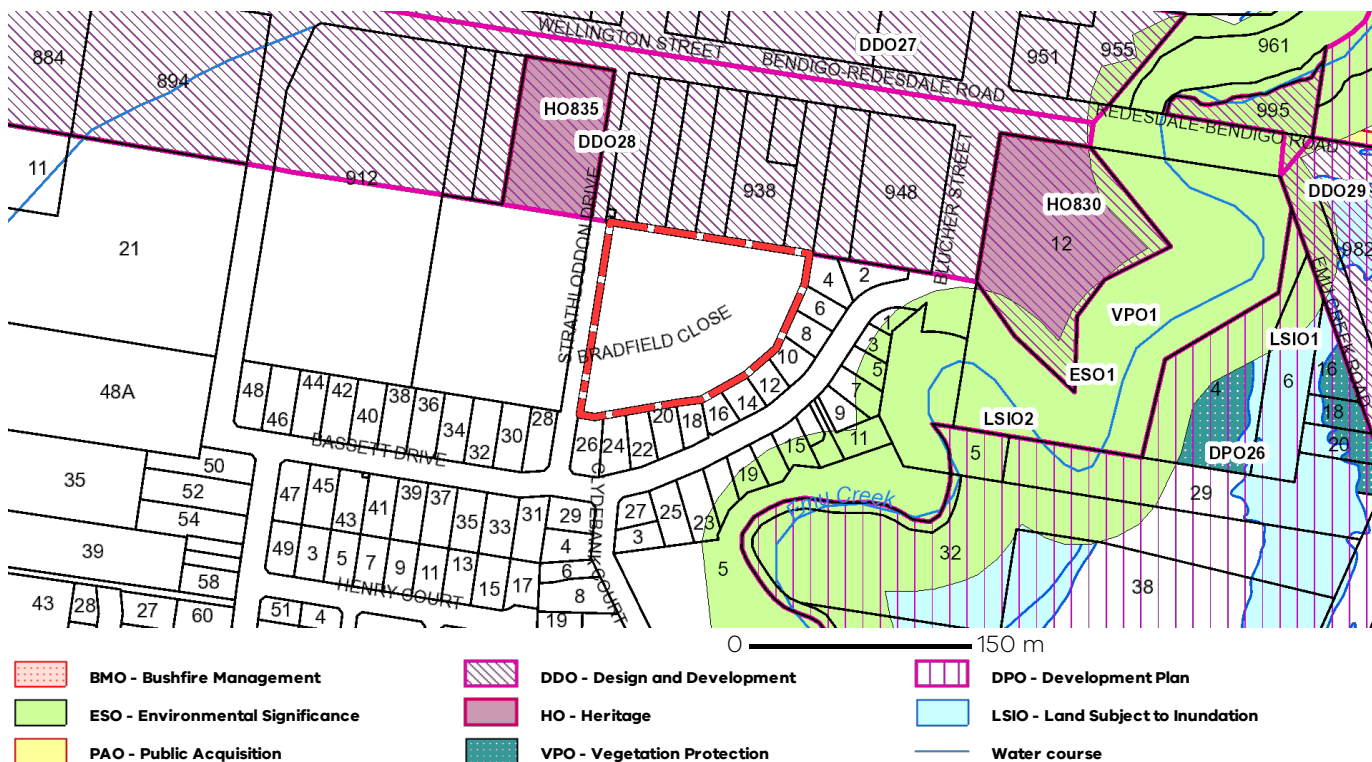 WELLINGTON STREET
BENDIGO-REDESDALE ROAD
DDO27
951
955
961
884
894
HO835
DDO28
995
REDESDALE-BENDIGO ROAD
11
912
938
948
BLUCHER STREET
HO830
12
DDO29
982
21
STRATHLODDON DRIVE
BRADFIELD CLOSE
4
2
6
8
10
12
14
16
18
20
22
24
26
1
3
5
7
9
11
15
19
VPO1
ESO1
LSIO1
EMU CREEK ROAD
48A
48
46
44
42
40
38
36
34
32
30
28
BASSETT DRIVE
LSIO2
5
4
6
16
18
20
DPO26
29
35
50
52
54
39
58
43
28
27
60
47
45
43
41
39
37
35
33
31
29
49
3
5
7
9
11
13
15
17
4
6
8
19
HENRY COURT
51
4
CLYDEBANK COURT
27
25
23
3
5
Emu Creek
32
38
0 150 m
BMO - Bushfire Management
DDO - Design and Development
DPO - Development Plan
ESO - Environmental Significance
HO - Heritage
LSIO - Land Subject to Inundation
PAO - Public Acquisition
VPO - Vegetation Protection
Water course